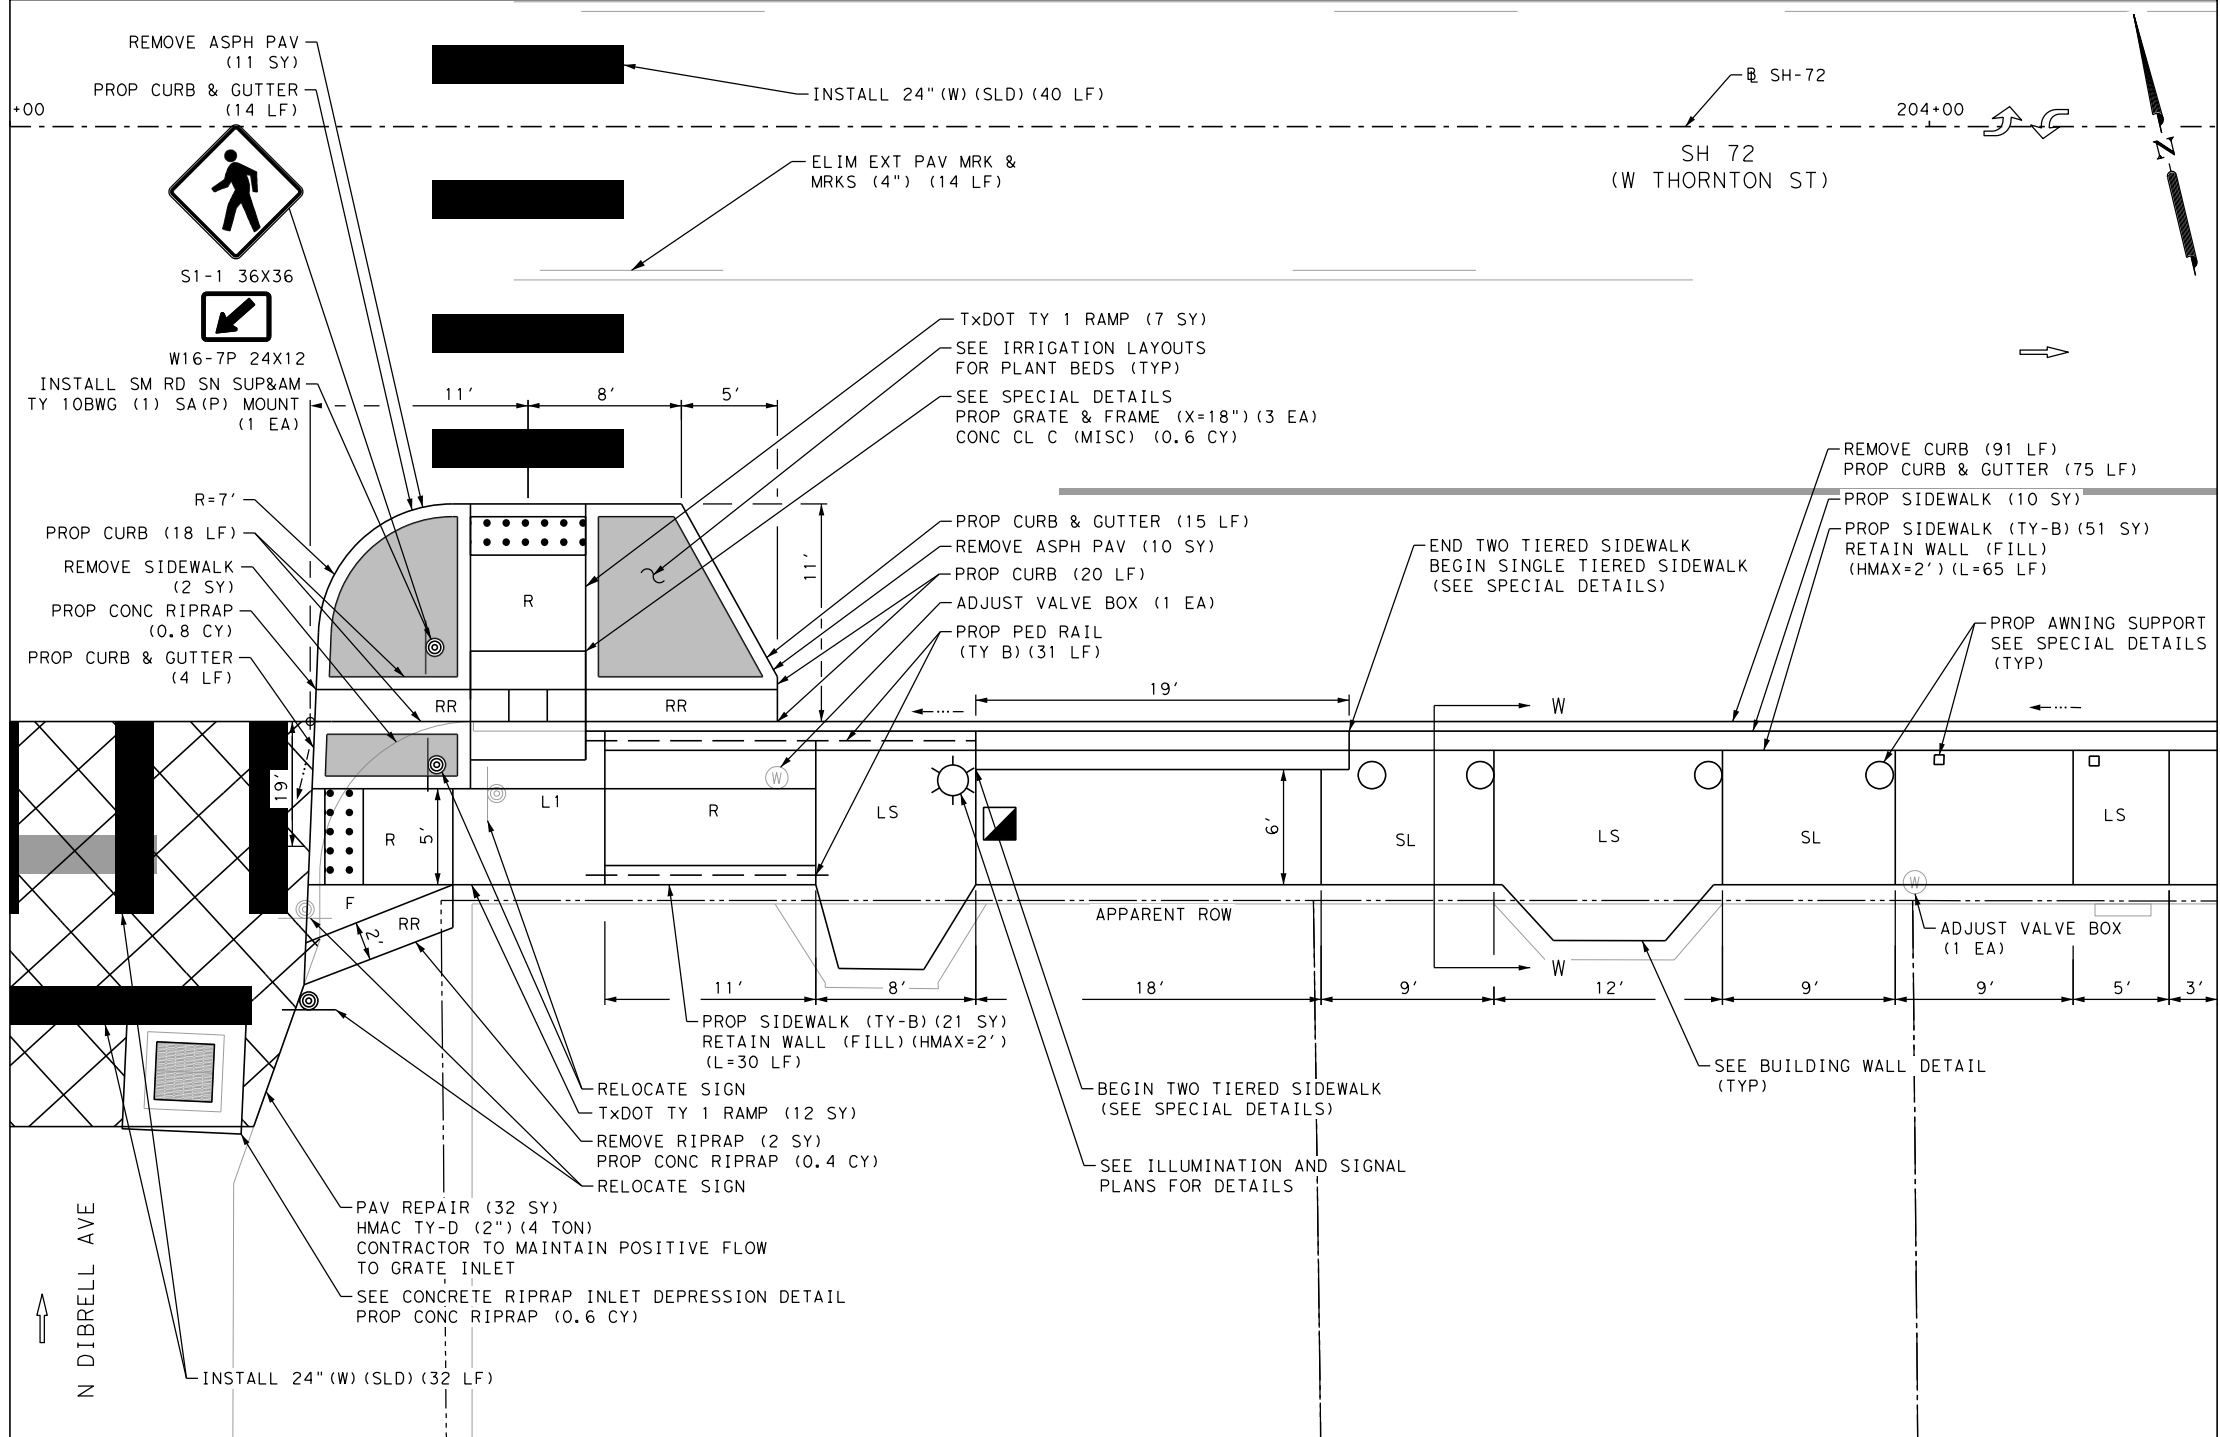 REMOVE ASPH PAV
(11 SY)
PROP CURB & GUTTER
(14 LF)
+00
INSTALL 24"(W)(SLD)(40 LF)
℄ SH-72
204+00
SH 72
(W THORNTON ST)
N
ELIM EXT PAV MRK &
MRKS (4") (14 LF)
S1-1 36X36
W16-7P 24X12
INSTALL SM RD SN SUP&AM
TY 10BWG (1) SA(P) MOUNT
(1 EA)
11'
8'
5'
TxDOT TY 1 RAMP (7 SY)
SEE IRRIGATION LAYOUTS
FOR PLANT BEDS (TYP)
SEE SPECIAL DETAILS
PROP GRATE & FRAME (X=18")(3 EA)
CONC CL C (MISC) (0.6 CY)
REMOVE CURB (91 LF)
PROP CURB & GUTTER (75 LF)
PROP SIDEWALK (10 SY)
PROP SIDEWALK (TY-B)(51 SY)
RETAIN WALL (FILL)
(HMAX=2')(L=65 LF)
R=7'
PROP CURB (18 LF)
REMOVE SIDEWALK
(2 SY)
PROP CONC RIPRAP
(0.8 CY)
PROP CURB & GUTTER
(4 LF)
R
11'
PROP CURB & GUTTER (15 LF)
REMOVE ASPH PAV (10 SY)
PROP CURB (20 LF)
ADJUST VALVE BOX (1 EA)
PROP PED RAIL
(TY B)(31 LF)
END TWO TIERED SIDEWALK
BEGIN SINGLE TIERED SIDEWALK
(SEE SPECIAL DETAILS)
PROP AWNING SUPPORT
SEE SPECIAL DETAILS
(TYP)
RR
RR
19'
W
19'
W
L1
R
5'
R
LS
6'
SL
LS
SL
LS
W
F
RR
2'
APPARENT ROW
ADJUST VALVE BOX
(1 EA)
W
11'
8'
18'
9'
12'
9'
9'
5'
3'
PROP SIDEWALK (TY-B)(21 SY)
RETAIN WALL (FILL)(HMAX=2')
(L=30 LF)
SEE BUILDING WALL DETAIL
(TYP)
RELOCATE SIGN
TxDOT TY 1 RAMP (12 SY)
REMOVE RIPRAP (2 SY)
PROP CONC RIPRAP (0.4 CY)
RELOCATE SIGN
BEGIN TWO TIERED SIDEWALK
(SEE SPECIAL DETAILS)
SEE ILLUMINATION AND SIGNAL
PLANS FOR DETAILS
PAV REPAIR (32 SY)
HMAC TY-D (2")(4 TON)
CONTRACTOR TO MAINTAIN POSITIVE FLOW
TO GRATE INLET
SEE CONCRETE RIPRAP INLET DEPRESSION DETAIL
PROP CONC RIPRAP (0.6 CY)
N DIBRELL AVE
INSTALL 24"(W)(SLD)(32 LF)